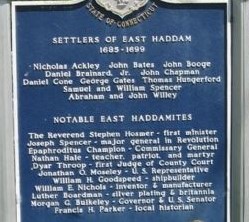 STATE OF CONNECTICUT
SETTLERS OF EAST HADDAM
1685-1699
Nicholas Ackley John Bates John Booge
Daniel Brainard, Jr. John Chapman
Daniel Cone George Gates Thomas Hungerford
Samuel and William Spencer
Abraham and John Willey
NOTABLE EAST HADDAMITES
The Reverend Stephen Hosmer - first minister
Joseph Spencer - major general in Revolution
Epaphroditus Champion - Commissary General
Nathan Hale - teacher, patriot, and martyr
Dyar Throop - first Judge of County Court
Jonathan O. Moseley - U.S. Representative
William H. Goodspeed - shipbuilder
William E. Nichols - inventor & manufacturer
Luther Boardman - silver plating & britannia
Morgan G. Bulkeley - Governor & U.S. Senator
Francis H. Parker - local historian